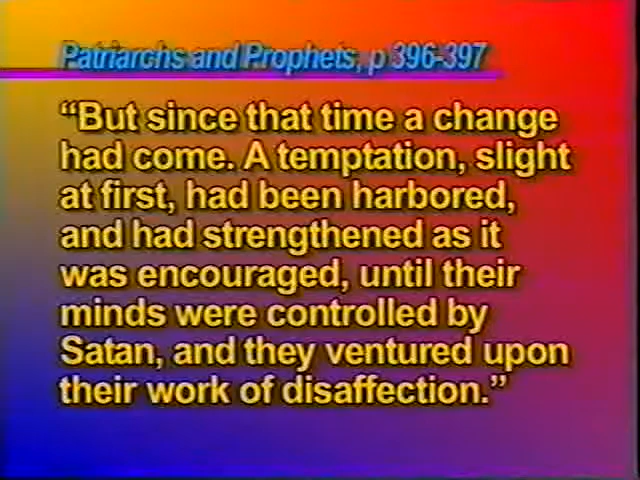 Patriarchs and Prophets, p 396-397
“But since that time a change
had come. A temptation, slight
at first, had been harbored,
and had strengthened as it
was encouraged, until their
minds were controlled by
Satan, and they ventured upon
their work of disaffection.”